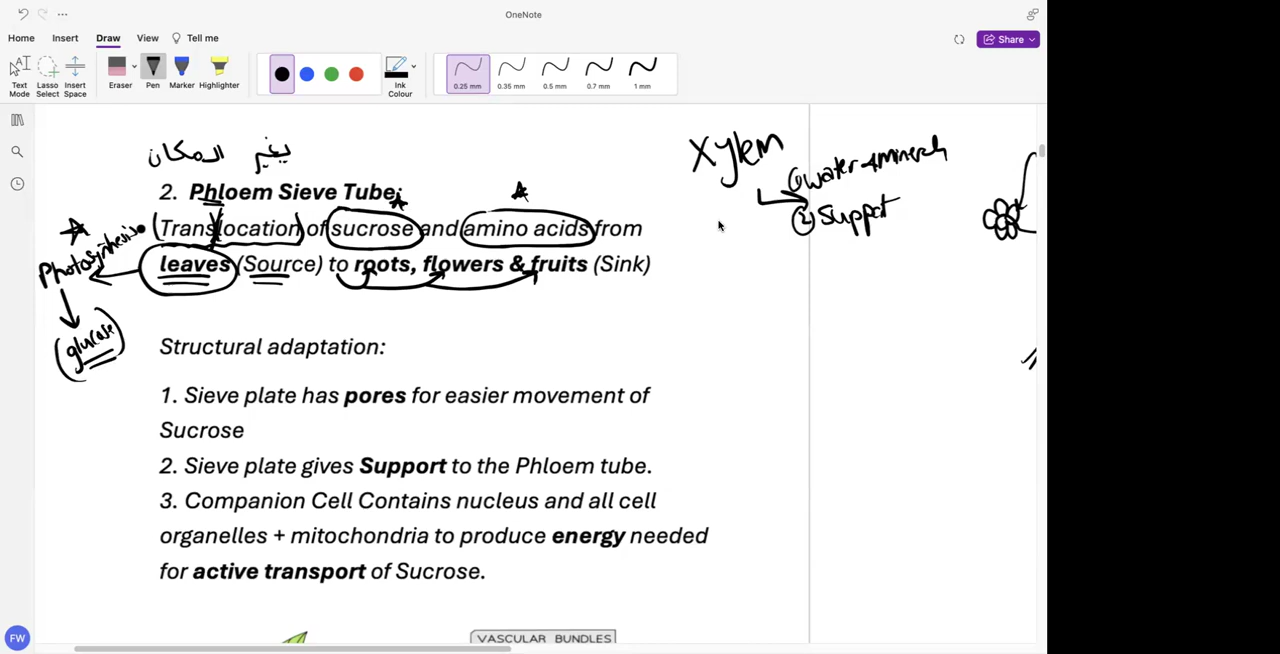 OneNote
Home Insert Draw View Tell me
Share
Text Mode
Lasso Select
Insert Space
Eraser
Pen
Marker
Highlighter
Ink Colour
0.25 mm
0.35 mm
0.5 mm
0.7 mm
1 mm
يغير المكان
2. Phloem Sieve Tube:
(Translocation) of sucrose and amino acids from
leaves (Source) to roots, flowers & fruits (Sink)
Photosynthesis
(glucose)
Xylem
① water + minerals
② Support
Structural adaptation:
1. Sieve plate has pores for easier movement of
Sucrose
2. Sieve plate gives Support to the Phloem tube.
3. Companion Cell Contains nucleus and all cell
organelles + mitochondria to produce energy needed
for active transport of Sucrose.
VASCULAR BUNDLES
FW